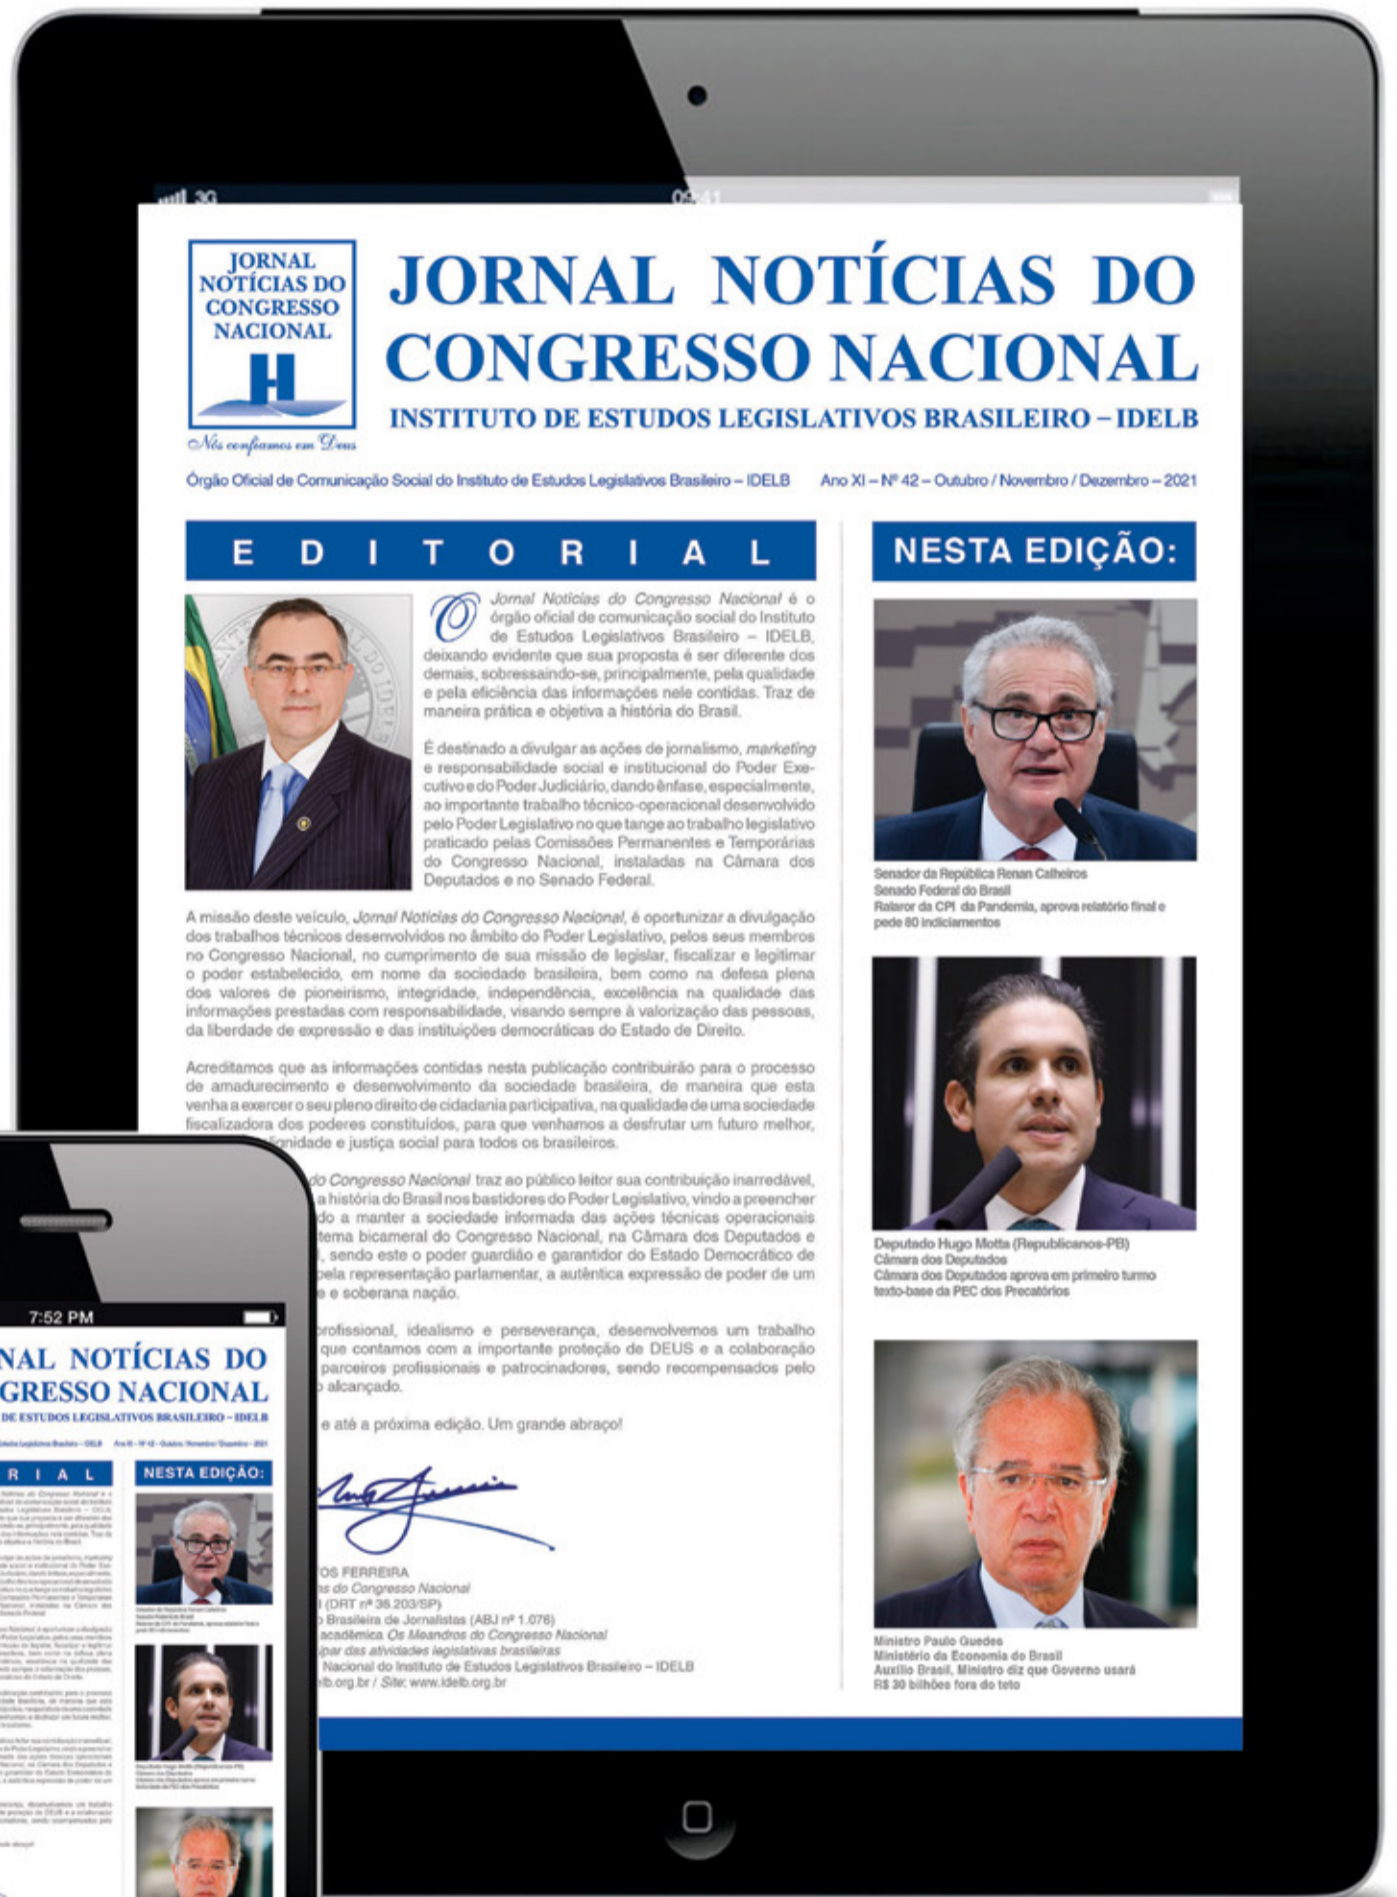 3G
09:41
JORNAL
NOTÍCIAS DO
CONGRESSO
NACIONAL
Nós confiamos em Deus
JORNAL NOTÍCIAS DO
CONGRESSO NACIONAL
INSTITUTO DE ESTUDOS LEGISLATIVOS BRASILEIRO – IDELB
Órgão Oficial de Comunicação Social do Instituto de Estudos Legislativos Brasileiro – IDELB
Ano XI – Nº 42 – Outubro / Novembro / Dezembro – 2021
EDITORIAL
O Jornal Notícias do Congresso Nacional é o
órgão oficial de comunicação social do Instituto
de Estudos Legislativos Brasileiro – IDELB,
deixando evidente que sua proposta é ser diferente dos
demais, sobressaindo-se, principalmente, pela qualidade
e pela eficiência das informações nele contidas. Traz de
maneira prática e objetiva a história do Brasil.
É destinado a divulgar as ações de jornalismo, marketing
e responsabilidade social e institucional do Poder Exe-
cutivo e do Poder Judiciário, dando ênfase, especialmente,
ao importante trabalho técnico-operacional desenvolvido
pelo Poder Legislativo no que tange ao trabalho legislativo
praticado pelas Comissões Permanentes e Temporárias
do Congresso Nacional, instaladas na Câmara dos
Deputados e no Senado Federal.
A missão deste veículo, Jornal Notícias do Congresso Nacional, é oportunizar a divulgação
dos trabalhos técnicos desenvolvidos no âmbito do Poder Legislativo, pelos seus membros
no Congresso Nacional, no cumprimento de sua missão de legislar, fiscalizar e legitimar
o poder estabelecido, em nome da sociedade brasileira, bem como na defesa plena
dos valores de pioneirismo, integridade, independência, excelência na qualidade das
informações prestadas com responsabilidade, visando sempre à valorização das pessoas,
da liberdade de expressão e das instituições democráticas do Estado de Direito.
Acreditamos que as informações contidas nesta publicação contribuirão para o processo
de amadurecimento e desenvolvimento da sociedade brasileira, de maneira que esta
venha a exercer o seu pleno direito de cidadania participativa, na qualidade de uma sociedade
fiscalizadora dos poderes constituídos, para que venhamos a desfrutar um futuro melhor,
ignidade e justiça social para todos os brasileiros.
do Congresso Nacional traz ao público leitor sua contribuição inarredável,
a história do Brasil nos bastidores do Poder Legislativo, vindo a preencher
do a manter a sociedade informada das ações técnicas operacionais
tema bicameral do Congresso Nacional, na Câmara dos Deputados e
, sendo este o poder guardião e garantidor do Estado Democrático de
pela representação parlamentar, a autêntica expressão de poder de um
e e soberana nação.
rofissional, idealismo e perseverança, desenvolvemos um trabalho
que contamos com a importante proteção de DEUS e a colaboração
parceiros profissionais e patrocinadores, sendo recompensados pelo
alcançado.
e até a próxima edição. Um grande abraço!
OS FERREIRA
do Congresso Nacional
(DRT nº 36.203/SP)
Brasileira de Jornalistas (ABJ nº 1.076)
acadêmica Os Meandros do Congresso Nacional
par das atividades legislativas brasileiras
Nacional do Instituto de Estudos Legislativos Brasileiro – IDELB
lb.org.br / Site: www.idelb.org.br
NESTA EDIÇÃO:
Senador da República Renan Calheiros
Senado Federal do Brasil
Ralaror da CPI da Pandemia, aprova relatório final e
pede 80 indiciamentos
Deputado Hugo Motta (Republicanos-PB)
Câmara dos Deputados
Câmara dos Deputados aprova em primeiro turmo
texto-base da PEC dos Precatórios
Ministro Paulo Guedes
Ministério da Economia do Brasil
Auxílio Brasil, Ministro diz que Governo usará
R$ 30 bilhões fora do teto
7:52 PM
NAL NOTÍCIAS DO
GRESSO NACIONAL
DE ESTUDOS LEGISLATIVOS BRASILEIRO – IDELB
RIAL
NESTA EDIÇÃO: